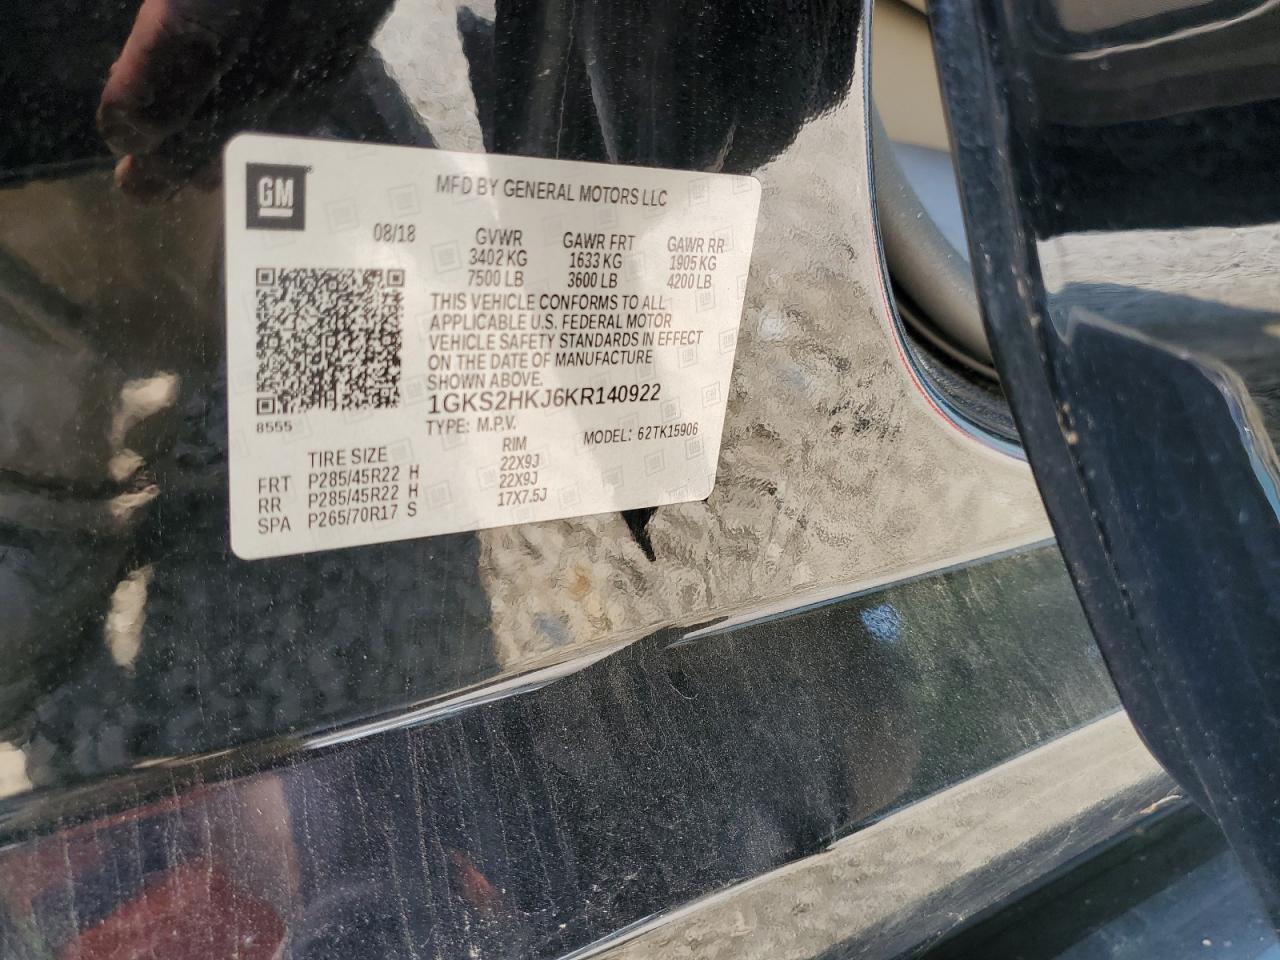 GM
MFD BY GENERAL MOTORS LLC
08/18 GVWR GAWR FRT GAWR RR
3402 KG 1633 KG 1905 KG
7500 LB 3600 LB 4200 LB
THIS VEHICLE CONFORMS TO ALL
APPLICABLE U.S. FEDERAL MOTOR
VEHICLE SAFETY STANDARDS IN EFFECT
ON THE DATE OF MANUFACTURE
SHOWN ABOVE.
1GKS2HKJ6KR140922
8555
TYPE: M.P.V. MODEL: 62TK15906
TIRE SIZE RIM
FRT P285/45R22 H 22X9J
RR P285/45R22 H 22X9J
SPA P265/70R17 S 17X7.5J